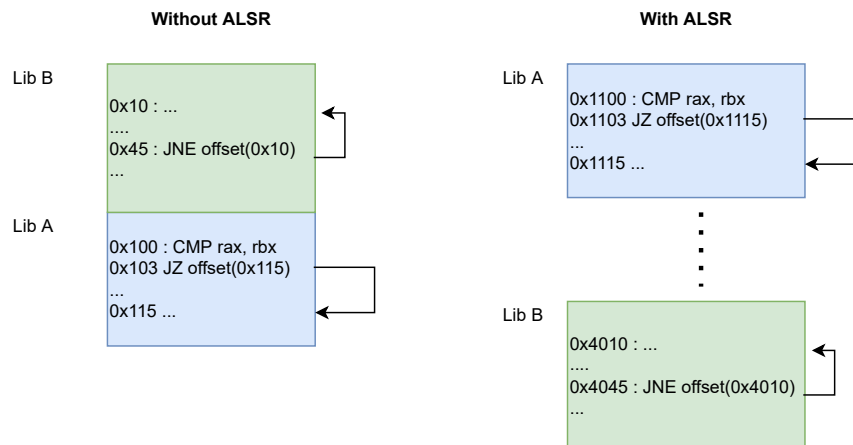 Without ALSR
Lib B
0x10 : ...
....
0x45 : JNE offset(0x10)
...
Lib A
0x100 : CMP rax, rbx
0x103 JZ offset(0x115)
...
0x115 ...
With ALSR
Lib A
0x1100 : CMP rax, rbx
0x1103 JZ offset(0x1115)
...
0x1115 ...
Lib B
0x4010 : ...
....
0x4045 : JNE offset(0x4010)
...